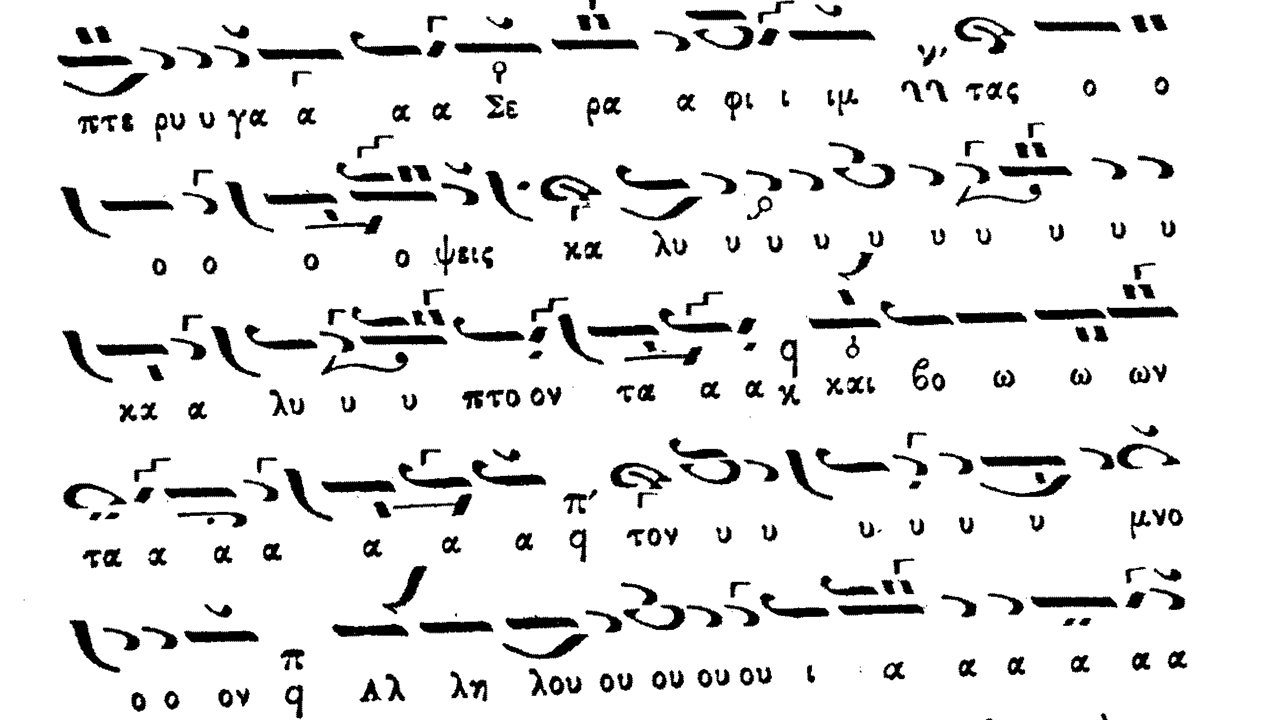 πτε ρυ υ γα α α α Σε ρα α φι ι ιμ τας ο ο
ο ο ο ο ψεις κα λυ υ υ υ υ υ υ υ υ υ
κα α λυ υ υ πτο ον τα α α και βο ω ω ων
τα α α α α α α τον υ υ υ υ υ υ μνο
ο ο ον Αλ λη λου ου ου ου ου ι α α α α α α